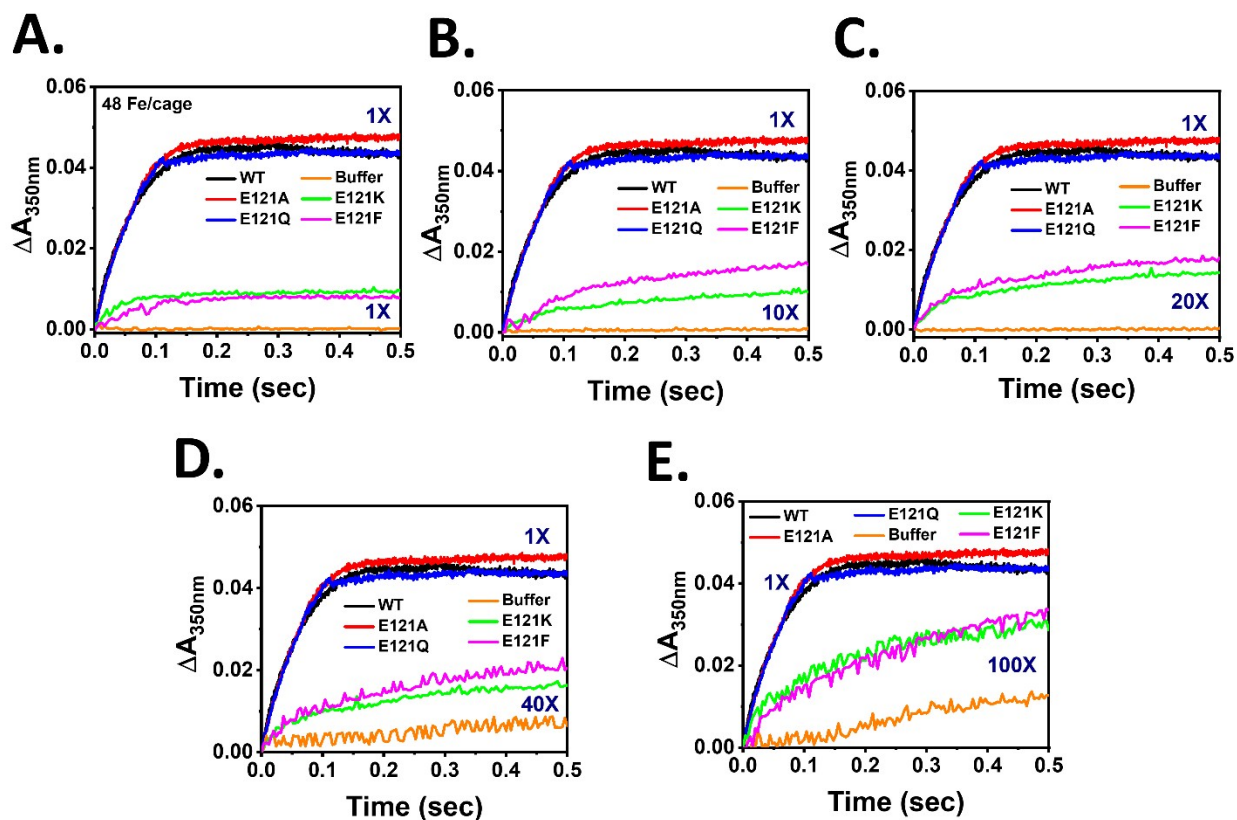 A.
B.
C.
0.06
0.04
0.02
0.00
ΔA350nm
48 Fe/cage
1X
WT
E121A
E121Q
Buffer
E121K
E121F
1X
0.0 0.1 0.2 0.3 0.4 0.5
Time (sec)
0.06
0.04
0.02
0.00
ΔA350nm
1X
WT
E121A
E121Q
Buffer
E121K
E121F
10X
0.0 0.1 0.2 0.3 0.4 0.5
Time (sec)
0.06
0.04
0.02
0.00
ΔA350nm
1X
WT
E121A
E121Q
Buffer
E121K
E121F
20X
0.0 0.1 0.2 0.3 0.4 0.5
Time (sec)
D.
E.
0.06
0.04
0.02
0.00
ΔA350nm
1X
WT
E121A
E121Q
Buffer
E121K
E121F
40X
0.0 0.1 0.2 0.3 0.4 0.5
Time (sec)
0.06
0.04
0.02
0.00
ΔA350nm
WT
E121A
E121Q
Buffer
E121K
E121F
1X
100X
0.0 0.1 0.2 0.3 0.4 0.5
Time (sec)